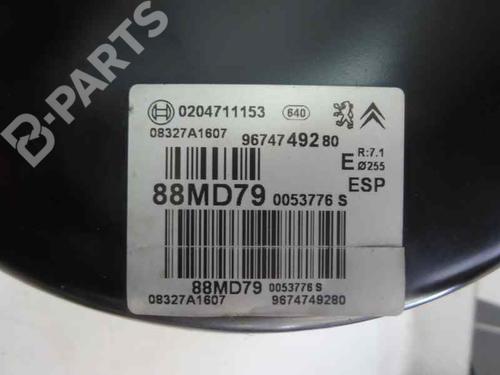 B-PARTS
0204711153 640
08327A1607 9674749280
E R:7.1
Ø255
88MD79 0053776 S ESP
88MD79 0053776 S
08327A1607 9674749280